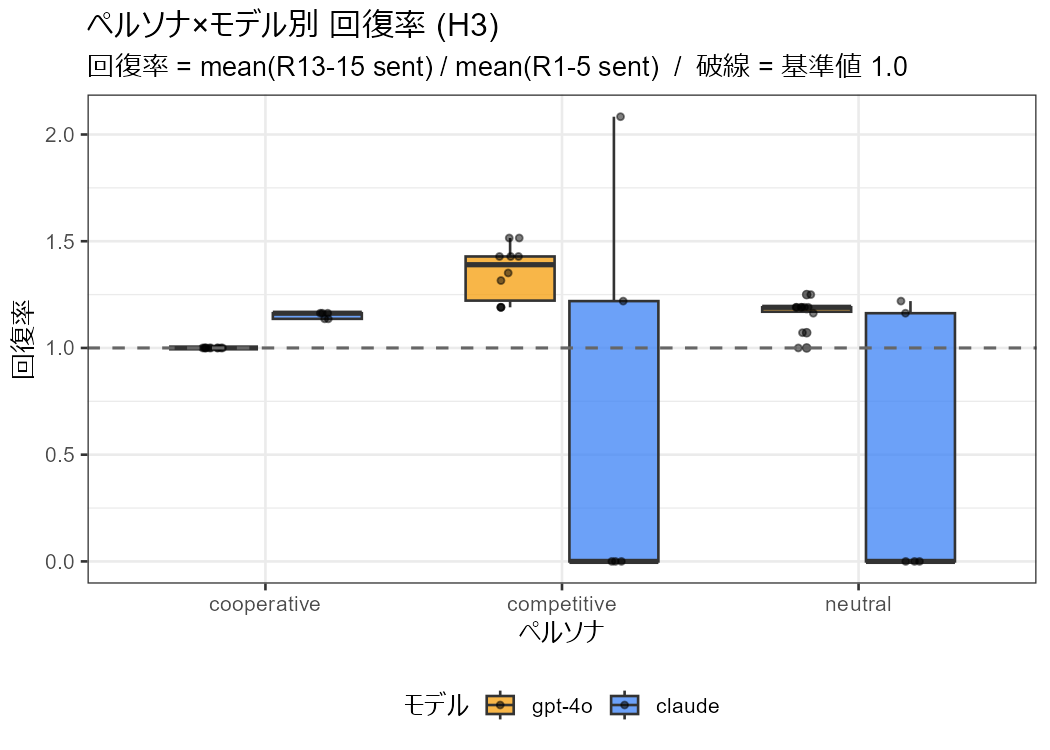 ペルソナ×モデル別 回復率 (H3)
回復率 = mean(R13-15 sent) / mean(R1-5 sent)  /  破線 = 基準値 1.0
2.0
1.5
1.0
0.5
0.0
回復率
cooperative competitive neutral
ペルソナ
モデル gpt-4o claude